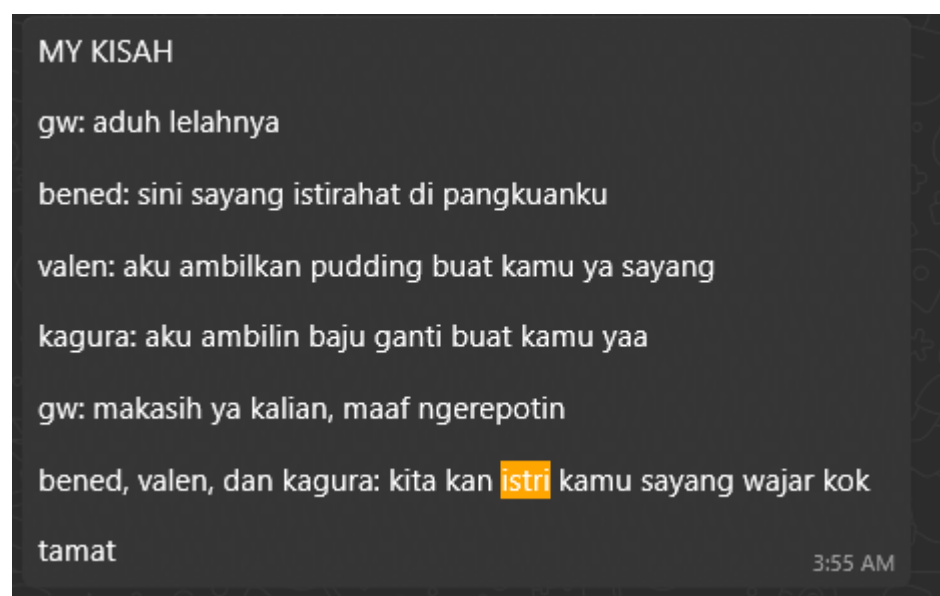 MY KISAH
gw: aduh lelahnya
bened: sini sayang istirahat di pangkuanku
valen: aku ambilkan pudding buat kamu ya sayang
kagura: aku ambilin baju ganti buat kamu yaa
gw: makasih ya kalian, maaf ngerepotin
bened, valen, dan kagura: kita kan istri kamu sayang wajar kok
tamat
3:55 AM